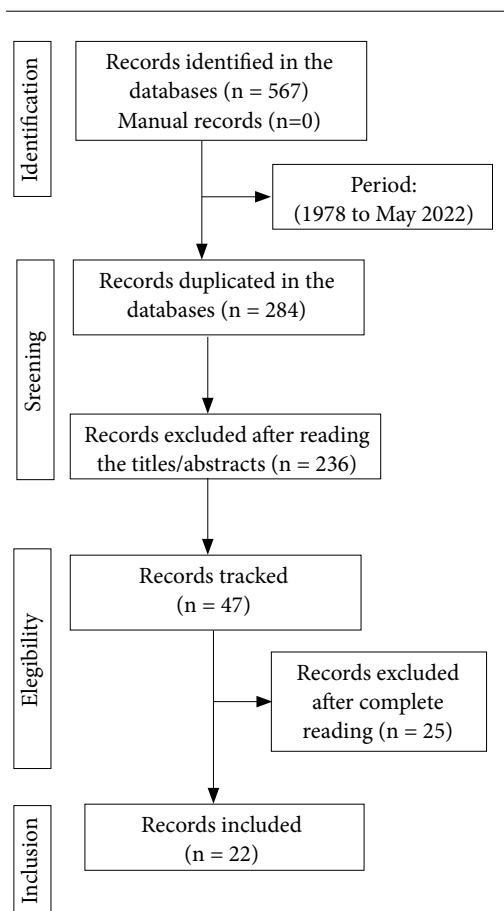 Identification
Records identified in the
databases (n = 567)
Manual records (n=0)
Period:
(1978 to May 2022)
Sreening
Records duplicated in the
databases (n = 284)
Records excluded after reading
the titles/abstracts (n = 236)
Elegibility
Records tracked
(n = 47)
Records excluded
after complete
reading (n = 25)
Inclusion
Records included
(n = 22)